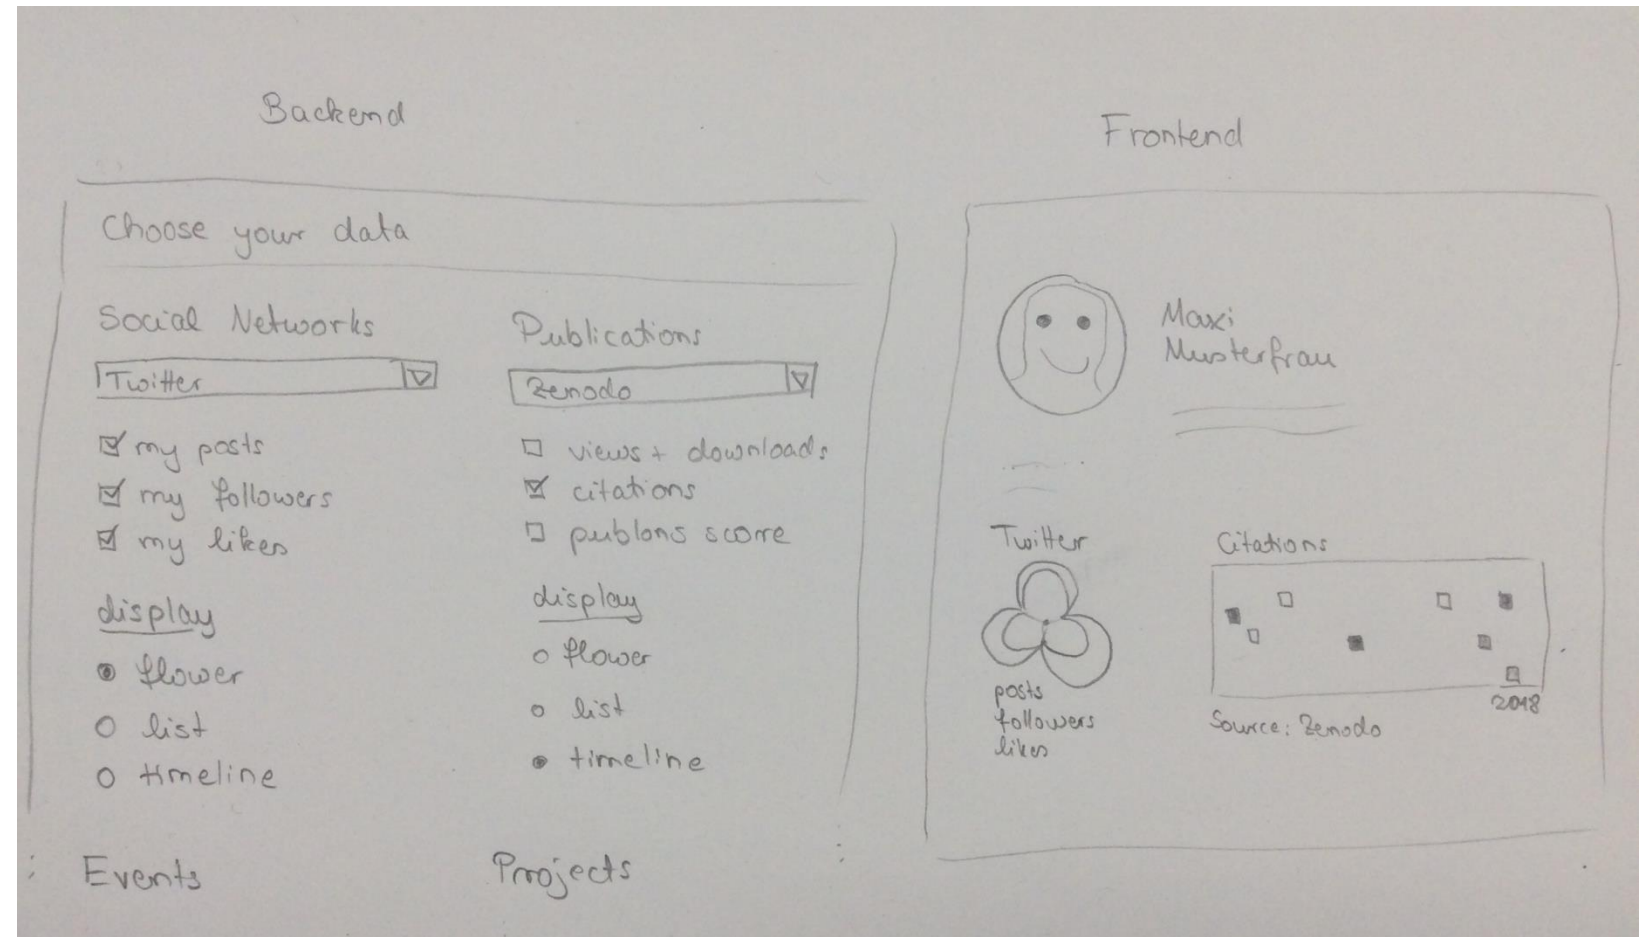 Backend
Choose your data
Social Networks
Twitter
my posts
my followers
my likes
display
flower
list
timeline
Publications
Zenodo
views + downloads
citations
publons score
display
flower
list
timeline
Events
Projects
Frontend
Maxi
Musterfrau
Twitter
posts
followers
likes
Citations
2018
Source: Zenodo